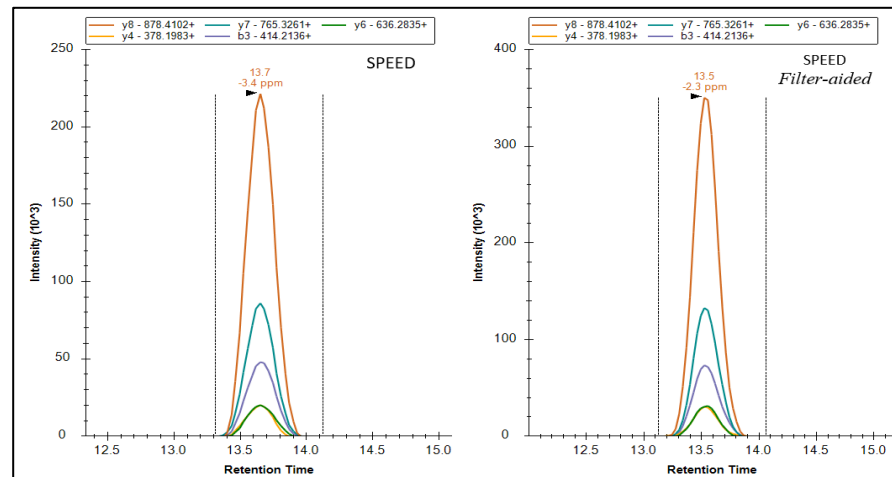 y8 - 878.4102+ y7 - 765.3261+ y6 - 636.2835+
y4 - 378.1983+ b3 - 414.2136+
250
200
150
100
50
0
Intensity (10^3)
13.7
-3.4 ppm
SPEED
12.5 13.0 13.5 14.0 14.5 15.0
Retention Time
y8 - 878.4102+ y7 - 765.3261+ y6 - 636.2835+
y4 - 378.1983+ b3 - 414.2136+
400
300
200
100
0
Intensity (10^3)
13.5
-2.3 ppm
SPEED
Filter-aided
12.5 13.0 13.5 14.0 14.5 15.0
Retention Time